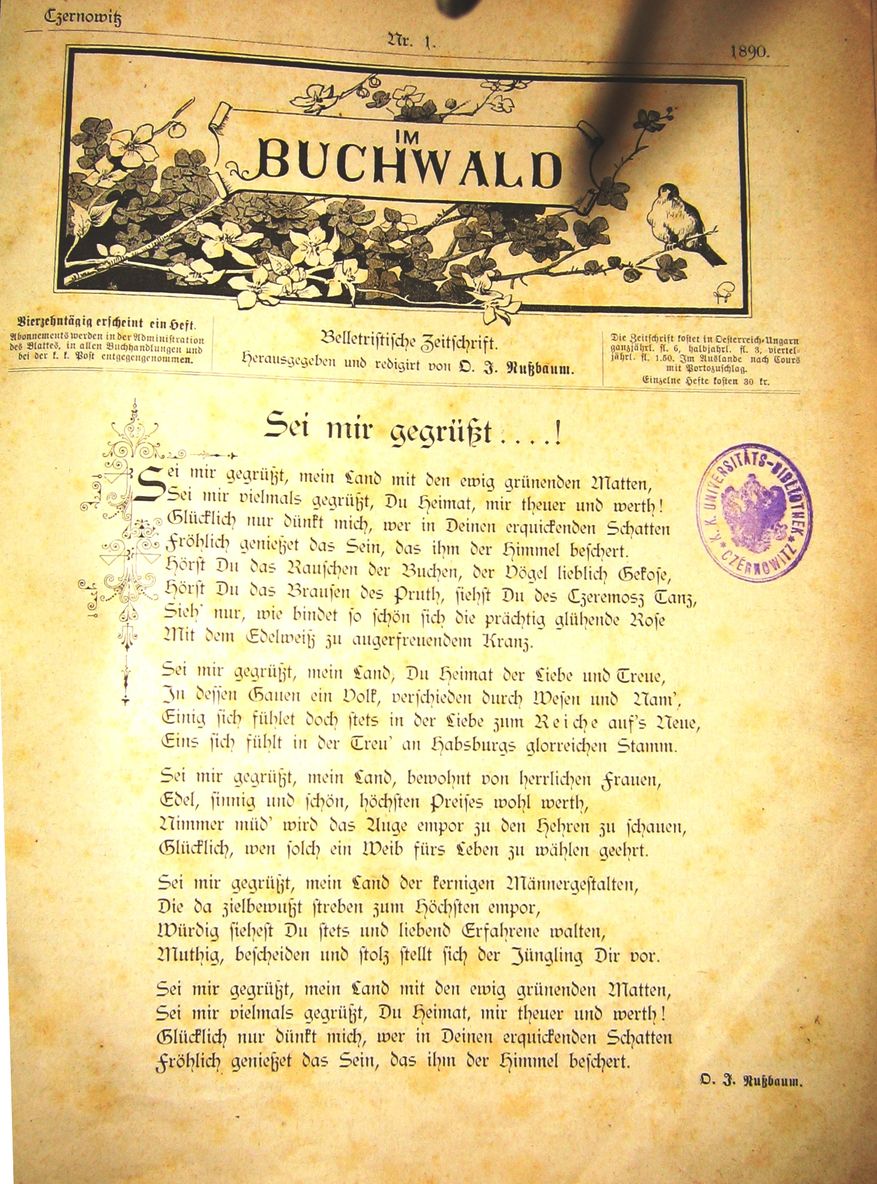 Czernowitz
Nr. 1.
1890.
IM
BUCHWALD
Vierzehntägig erscheint ein Heft.
Abonnements werden in der Administration
des Blattes, in allen Buchhandlungen und
bei der k. k. Post entgegengenommen.
Belletristische Zeitschrift.
Herausgegeben und redigirt von O. J. Nußbaum.
Die Zeitschrift kostet in Oesterreich-Ungarn
ganzjährl. fl. 6, halbjährl. fl. 3, viertel-
jährl. fl. 1.50. Im Auslande nach Cours
mit Portozuschlag.
Einzelne Hefte kosten 30 kr.
Sei mir gegrüßt....!
Sei mir gegrüßt, mein Land mit den ewig grünenden Matten,
Sei mir vielmals gegrüßt, Du Heimat, mir theuer und werth!
Glücklich nur dünkt mich, wer in Deinen erquickenden Schatten
Fröhlich genießet das Sein, das ihm der Himmel beschert.
Hörst Du das Rauschen der Buchen, der Vögel lieblich Gekose,
Hörst Du das Brausen des Pruth, siehst Du des Czeremosz Tanz,
Sieh' nur, wie bindet so schön sich die prächtig glühende Rose
Mit dem Edelweiß zu augerfreuendem Kranz.
Sei mir gegrüßt, mein Land, Du Heimat der Liebe und Treue,
In dessen Gauen ein Volk, verschieden durch Wesen und Nam',
Einig sich fühlet doch stets in der Liebe zum Reiche auf's Neue,
Eins sich fühlt in der Treu' an Habsburgs glorreichen Stamm.
Sei mir gegrüßt, mein Land, bewohnt von herrlichen Frauen,
Edel, sinnig und schön, höchsten Preises wohl werth,
Nimmer müd' wird das Auge empor zu den Hehren zu schauen,
Glücklich, wen solch ein Weib fürs Leben zu wählen geehrt.
Sei mir gegrüßt, mein Land der kernigen Männergestalten,
Die da zielbewußt streben zum Höchsten empor,
Würdig siehest Du stets und liebend Erfahrene walten,
Muthig, bescheiden und stolz stellt sich der Jüngling Dir vor.
Sei mir gegrüßt, mein Land mit den ewig grünenden Matten,
Sei mir vielmals gegrüßt, Du Heimat, mir theuer und werth!
Glücklich nur dünkt mich, wer in Deinen erquickenden Schatten
Fröhlich genießet das Sein, das ihm der Himmel beschert.
O. J. Nußbaum.
K. K. UNIVERSITÄTS-BIBLIOTHEK
* CZERNOWITZ *